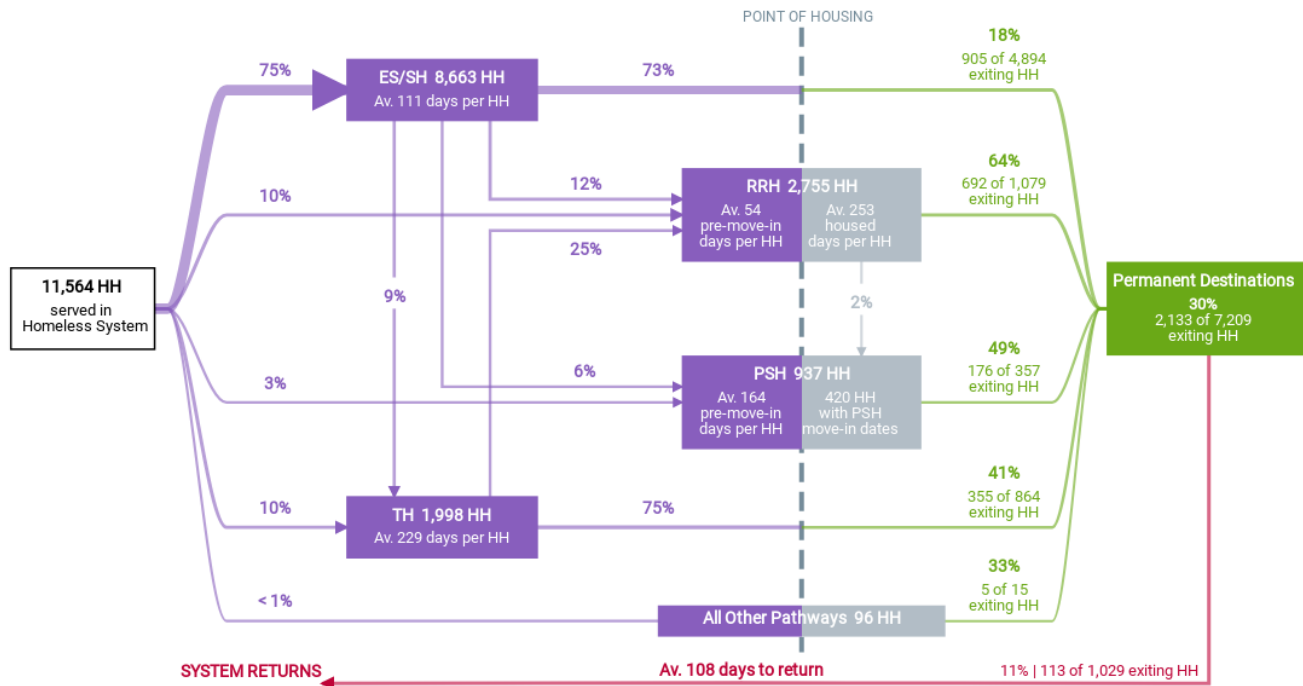 POINT OF HOUSING
75%
ES/SH 8,663 HH
Av. 111 days per HH
73%
18%
905 of 4,894
exiting HH
10%
12%
RRH 2,755 HH
Av. 54
pre-move-in
days per HH
Av. 253
housed
days per HH
64%
692 of 1,079
exiting HH
25%
11,564 HH
served in
Homeless System
9%
2%
Permanent Destinations
30%
2,133 of 7,209
exiting HH
3%
6%
PSH 937 HH
Av. 164
pre-move-in
days per HH
420 HH
with PSH
move-in dates
49%
176 of 357
exiting HH
10%
TH 1,998 HH
Av. 229 days per HH
75%
41%
355 of 864
exiting HH
< 1%
All Other Pathways 96 HH
33%
5 of 15
exiting HH
SYSTEM RETURNS
Av. 108 days to return
11% | 113 of 1,029 exiting HH